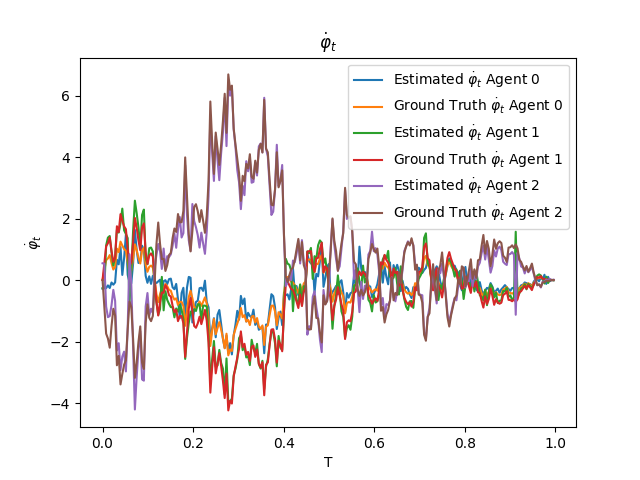 φ̇ₜ
Estimated φ̇ₜ Agent 0
Ground Truth φ̇ₜ Agent 0
Estimated φ̇ₜ Agent 1
Ground Truth φ̇ₜ Agent 1
Estimated φ̇ₜ Agent 2
Ground Truth φ̇ₜ Agent 2
6
4
2
0
−2
−4
φ̇ₜ
0.0 0.2 0.4 0.6 0.8 1.0
T